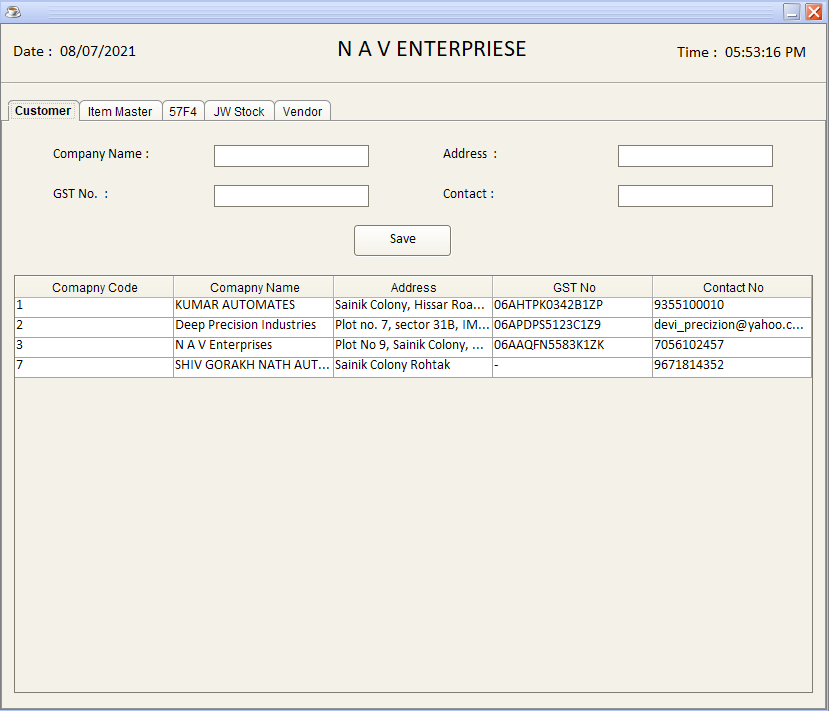 Date : 08/07/2021 N A V ENTERPRIESE Time : 05:53:16 PM
Customer Item Master 57F4 JW Stock Vendor
Company Name : Address :
GST No. : Contact :
Save
Comapny Code Comapny Name Address GST No Contact No
1 KUMAR AUTOMATES Sainik Colony, Hissar Roa... 06AHTPK0342B1ZP 9355100010
2 Deep Precision Industries Plot no. 7, sector 31B, IM... 06APDPS5123C1Z9 devi_precizion@yahoo.c...
3 N A V Enterprises Plot No 9, Sainik Colony, ... 06AAQFN5583K1ZK 7056102457
7 SHIV GORAKH NATH AUT... Sainik Colony Rohtak - 9671814352